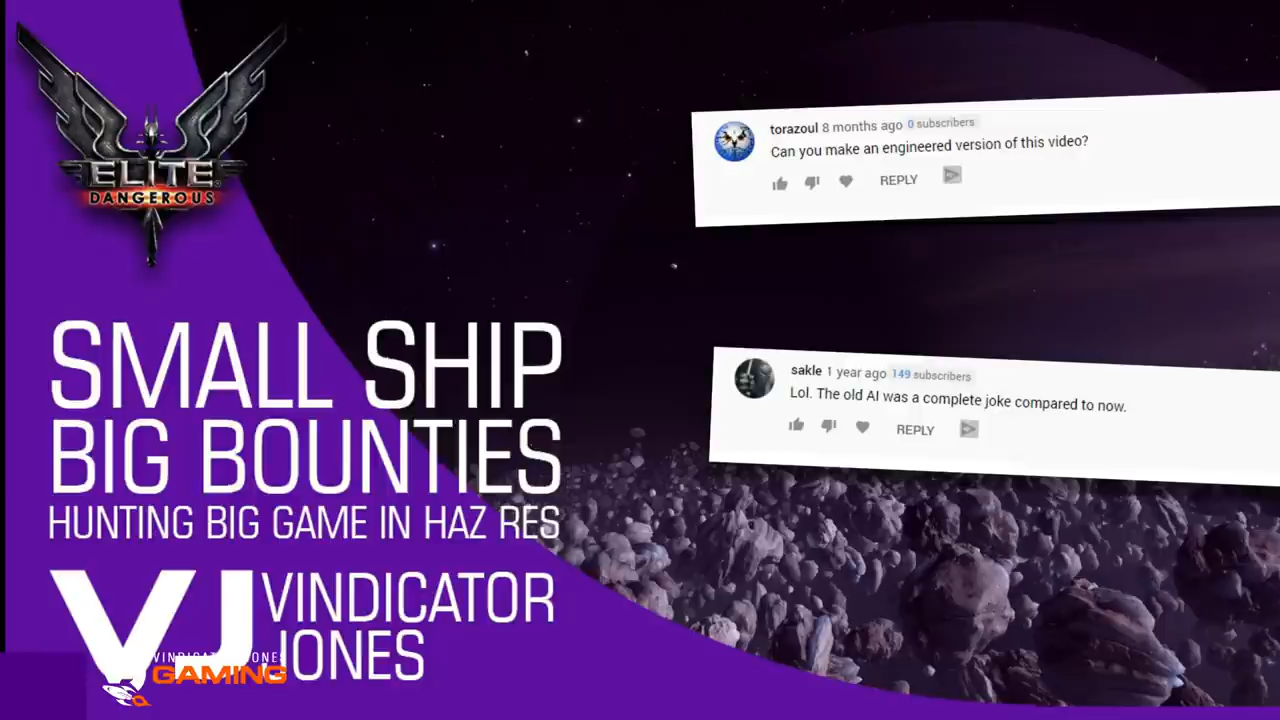 ELITE
DANGEROUS
SMALL SHIP
BIG BOUNTIES
HUNTING BIG GAME IN HAZ RES
VJ VINDICATOR
JONES
VINDICATOR JONES
GAMING
torazoul 8 months ago 0 subscribers
Can you make an engineered version of this video?
REPLY
sakle 1 year ago 149 subscribers
Lol. The old AI was a complete joke compared to now.
REPLY